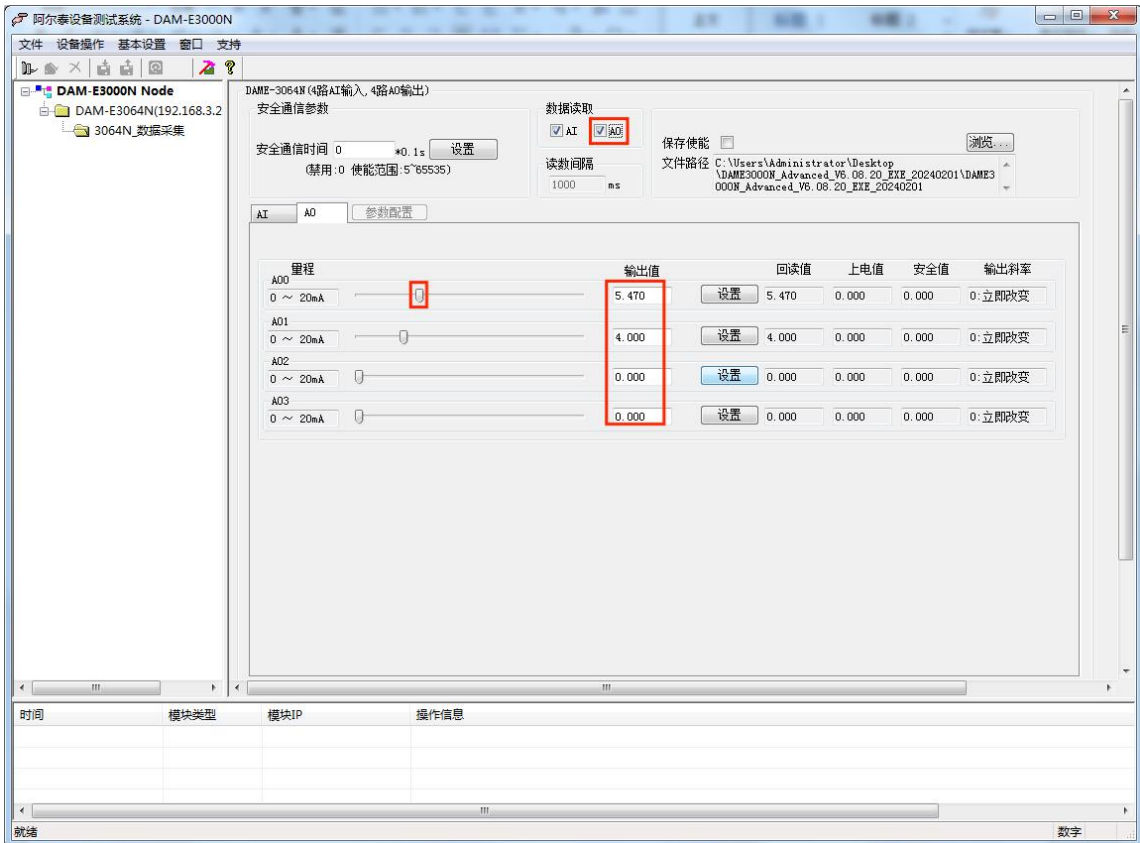 阿尔泰设备测试系统 - DAM-E3000N
文件 设备操作 基本设置 窗口 支持
DAM-E3000N Node
DAM-E3064N(192.168.3.2
3064N_数据采集
DAME-3064N(4路AI输入,4路AO输出)
安全通信参数
安全通信时间 0 *0.1s 设置
(禁用:0 使能范围:5~65535)
数据读取
AI AO
读数间隔
1000 ms
保存使能 浏览...
文件路径 C:\Users\Administrator\Desktop
\DAME3000N_Advanced_V6.08.20_EXE_20240201\DAME3
000N_Advanced_V6.08.20_EXE_20240201
AI AO 参数配置
量程 输出值 回读值 上电值 安全值 输出斜率
AO0
0 ~ 20mA 5.470 设置 5.470 0.000 0.000 0:立即改变
AO1
0 ~ 20mA 4.000 设置 4.000 0.000 0.000 0:立即改变
AO2
0 ~ 20mA 0.000 设置 0.000 0.000 0.000 0:立即改变
AO3
0 ~ 20mA 0.000 设置 0.000 0.000 0.000 0:立即改变
时间 模块类型 模块IP 操作信息
就绪 数字